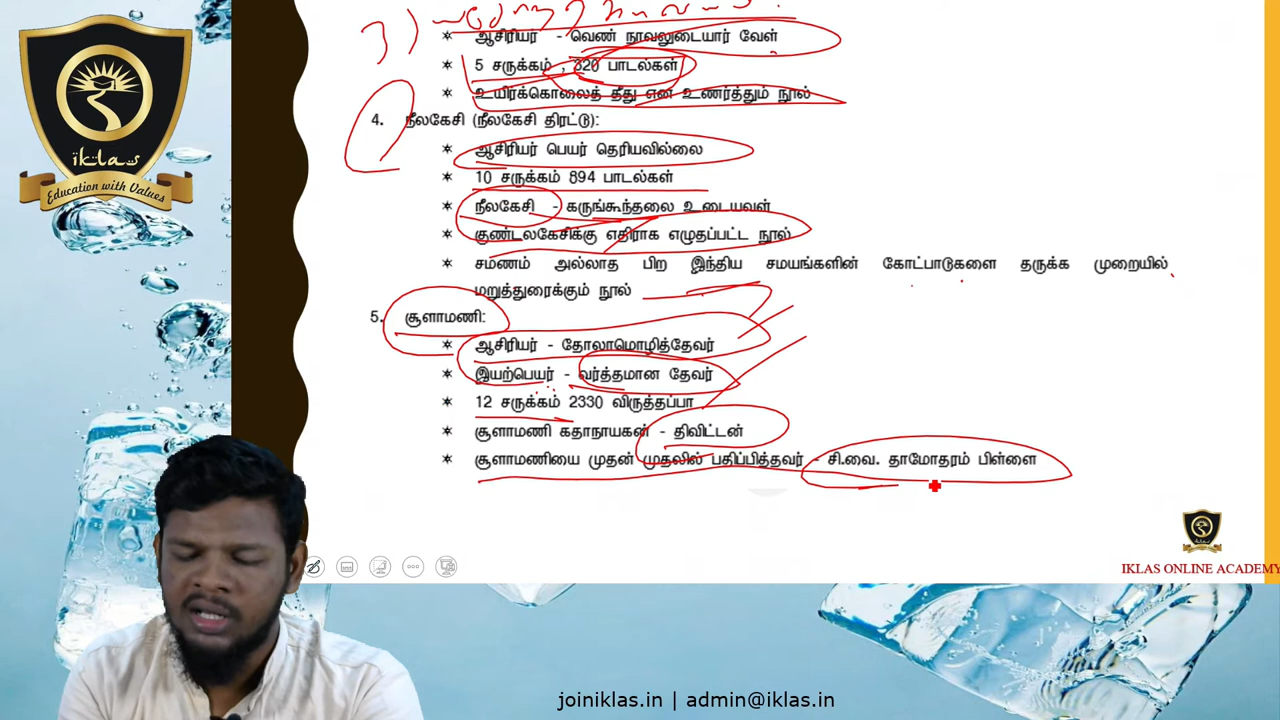 3)
ஆசிரியர் - வெண் நாவலுடையார் வேள்
5 சருக்கம் , 320 பாடல்கள்
உயிர்க்கொலைத் தீது என உணர்த்தும் நூல்
4. நீலகேசி (நீலகேசி திரட்டு):
ஆசிரியர் பெயர் தெரியவில்லை
10 சருக்கம் 894 பாடல்கள்
நீலகேசி - கருங்கூந்தலை உடையவள்
குண்டலகேசிக்கு எதிராக எழுதப்பட்ட நூல்
சமணம் அல்லாத பிற இந்திய சமயங்களின் கோட்பாடுகளை தருக்க முறையில்
மறுத்துரைக்கும் நூல்
5. சூளாமணி:
ஆசிரியர் - தோலாமொழித்தேவர்
இயற்பெயர் - வர்த்தமான தேவர்
12 சருக்கம் 2330 விருத்தப்பா
சூளாமணி கதாநாயகன் - திவிட்டன்
சூளாமணியை முதன் முதலில் பதிப்பித்தவர் - சி.வை. தாமோதரம் பிள்ளை
iklas
Education with Values
IKLAS ONLINE ACADEMY
joiniklas.in | admin@iklas.in